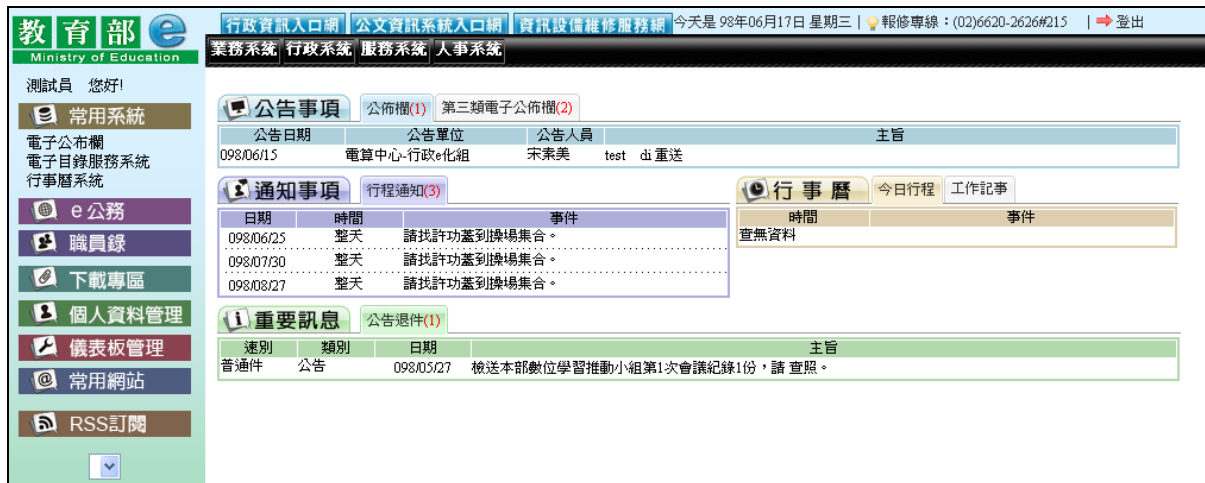 教育部 e
Ministry of Education
行政資訊入口網 公文資訊系統入口網 資訊設備維修服務網 今天是 98年06月17日 星期三 | 報修專線：(02)6620-2626#215 | 登出
業務系統 行政系統 服務系統 人事系統
測試員 您好!
常用系統
電子公布欄
電子目錄服務系統
行事曆系統
e公務
職員錄
下載專區
個人資料管理
儀表板管理
常用網站
RSS訂閱
公告事項 公佈欄(1) 第三類電子公佈欄(2)
公告日期 公告單位 公告人員 主旨
098/06/15 電算中心-行政e化組 宋素美 test di 重送
通知事項 行程通知(3)
日期 時間 事件
098/06/25 整天 請找許功蓋到操場集合。
098/07/30 整天 請找許功蓋到操場集合。
098/08/27 整天 請找許功蓋到操場集合。
行事曆 今日行程 工作記事
時間 事件
查無資料
重要訊息 公告退件(1)
速別 類別 日期 主旨
普通件 公告 098/05/27 檢送本部數位學習推動小組第1次會議紀錄1份，請 查照。